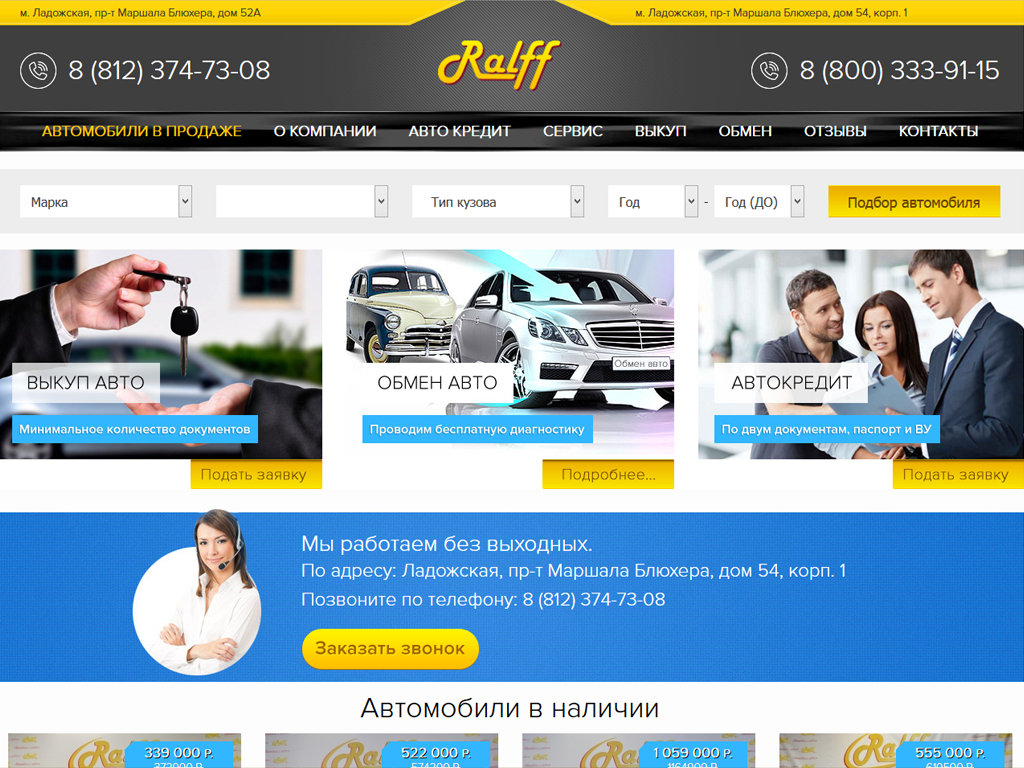 м. Ладожская, пр-т Маршала Блюхера, дом 52А
м. Ладожская, пр-т Маршала Блюхера, дом 54, корп. 1
8 (812) 374-73-08
Ralff
8 (800) 333-91-15
АВТОМОБИЛИ В ПРОДАЖЕ О КОМПАНИИ АВТО КРЕДИТ СЕРВИС ВЫКУП ОБМЕН ОТЗЫВЫ КОНТАКТЫ
Марка Тип кузова Год - Год (ДО) Подбор автомобиля
ВЫКУП АВТО
Минимальное количество документов
Подать заявку
Обмен авто
ОБМЕН АВТО
Проводим бесплатную диагностику
Подробнее...
АВТОКРЕДИТ
По двум документам, паспорт и ВУ
Подать заявку
Мы работаем без выходных.
По адресу: Ладожская, пр-т Маршала Блюхера, дом 54, корп. 1
Позвоните по телефону: 8 (812) 374-73-08
Заказать звонок
Автомобили в наличии
Ralff 339 000 Р.
Ralff 522 000 Р.
Ralff 1 059 000 Р.
Ralff 555 000 Р.